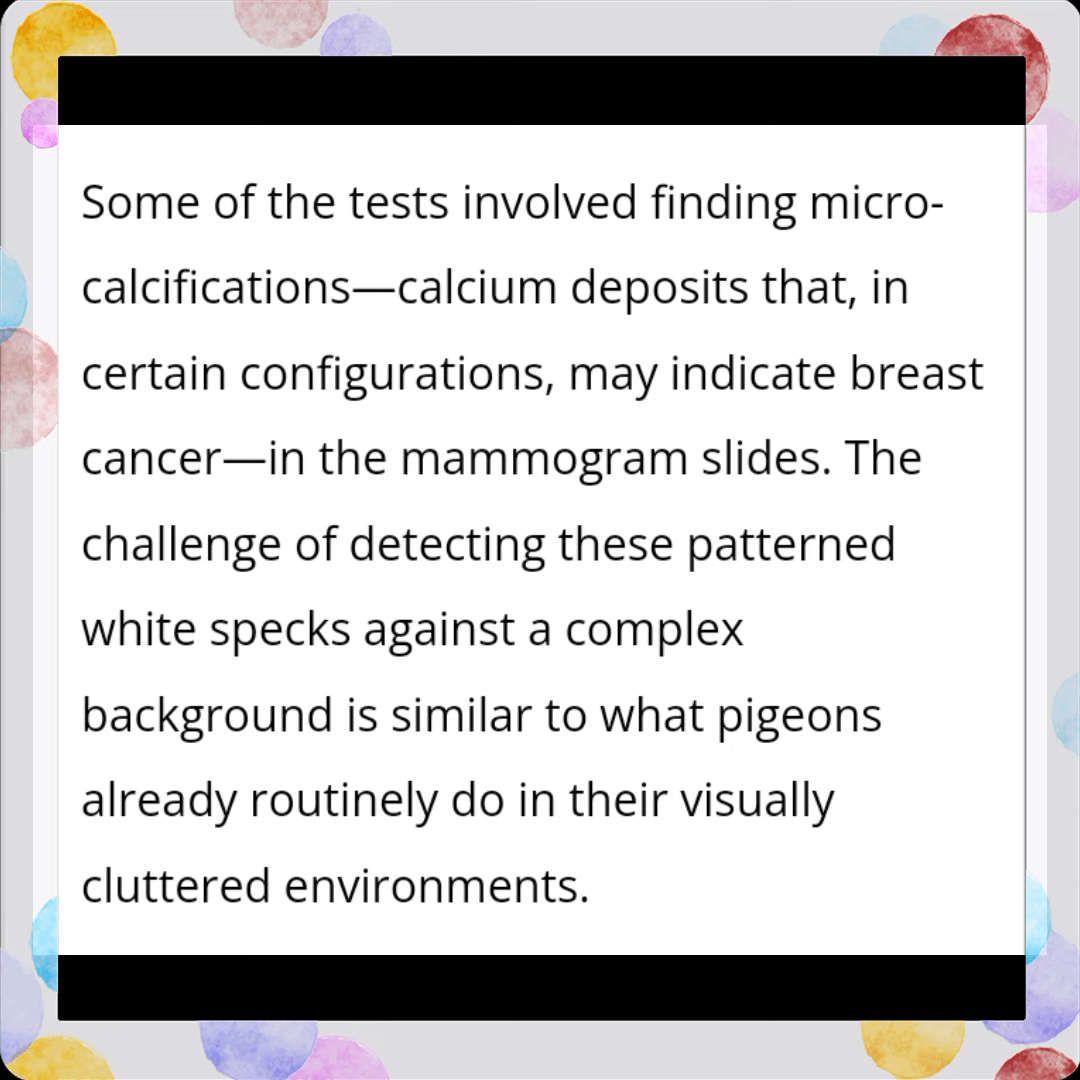 Some of the tests involved finding micro-
calcifications—calcium deposits that, in
certain configurations, may indicate breast
cancer—in the mammogram slides. The
challenge of detecting these patterned
white specks against a complex
background is similar to what pigeons
already routinely do in their visually
cluttered environments.